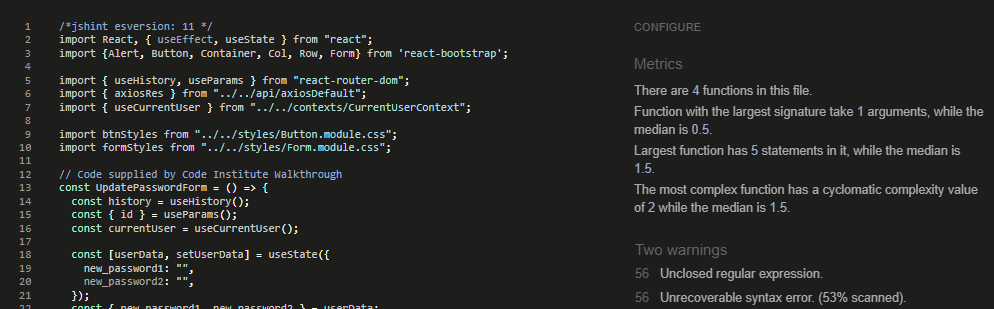 1 /*jshint esversion: 11 */
2 import React, { useEffect, useState } from "react";
3 import {Alert, Button, Container, Col, Row, Form} from 'react-bootstrap';
4
5 import { useHistory, useParams } from "react-router-dom";
6 import { axiosRes } from "../../api/axiosDefault";
7 import { useCurrentUser } from "../../contexts/CurrentUserContext";
8
9 import btnStyles from "../../styles/Button.module.css";
10 import formStyles from "../../styles/Form.module.css";
11
12 // Code supplied by Code Institute Walkthrough
13 const UpdatePasswordForm = () => {
14 const history = useHistory();
15 const { id } = useParams();
16 const currentUser = useCurrentUser();
17
18 const [userData, setUserData] = useState({
19 new_password1: "",
20 new_password2: "",
21 });
22 const { new_password1, new_password2 } = userData;
CONFIGURE
Metrics
There are 4 functions in this file.
Function with the largest signature take 1 arguments, while the
median is 0.5.
Largest function has 5 statements in it, while the median is
1.5.
The most complex function has a cyclomatic complexity value
of 2 while the median is 1.5.
Two warnings
56 Unclosed regular expression.
56 Unrecoverable syntax error. (53% scanned).